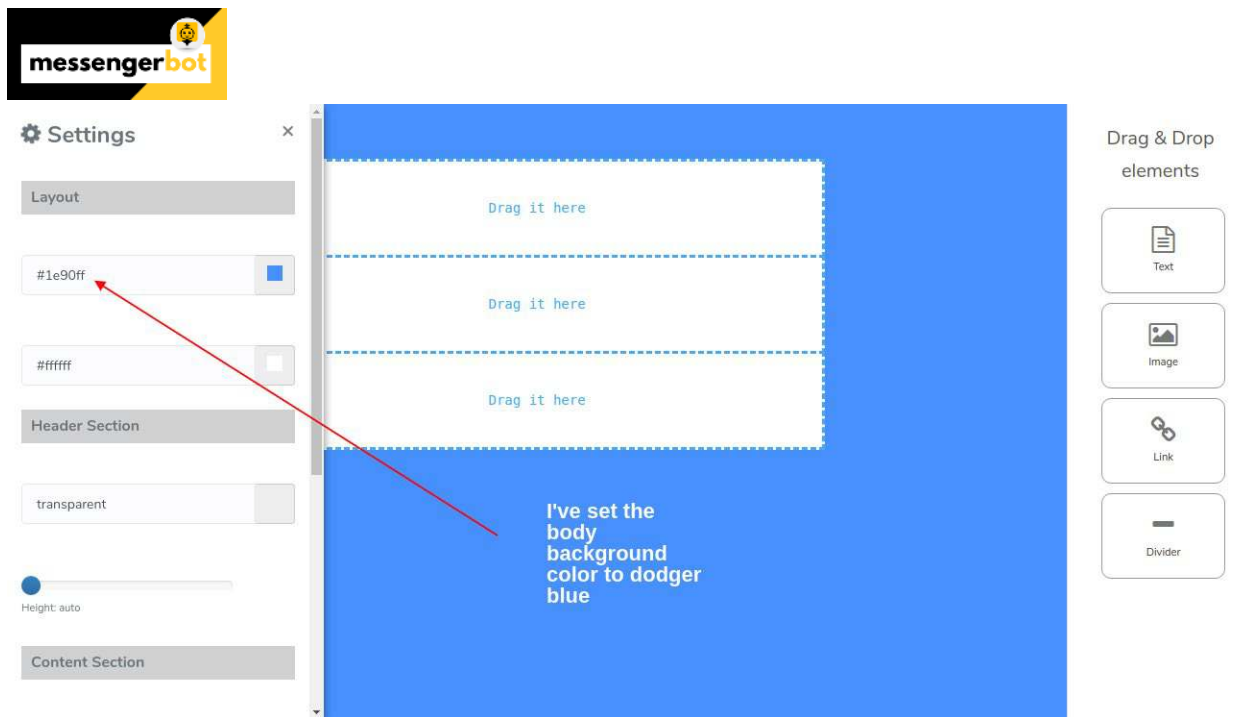 messengerbot
Settings
×
Layout
#1e90ff
#ffffff
Header Section
transparent
Height: auto
Content Section
Drag it here
Drag it here
Drag it here
I've set the
body
background
color to dodger
blue
Drag & Drop
elements
Text
Image
Link
Divider